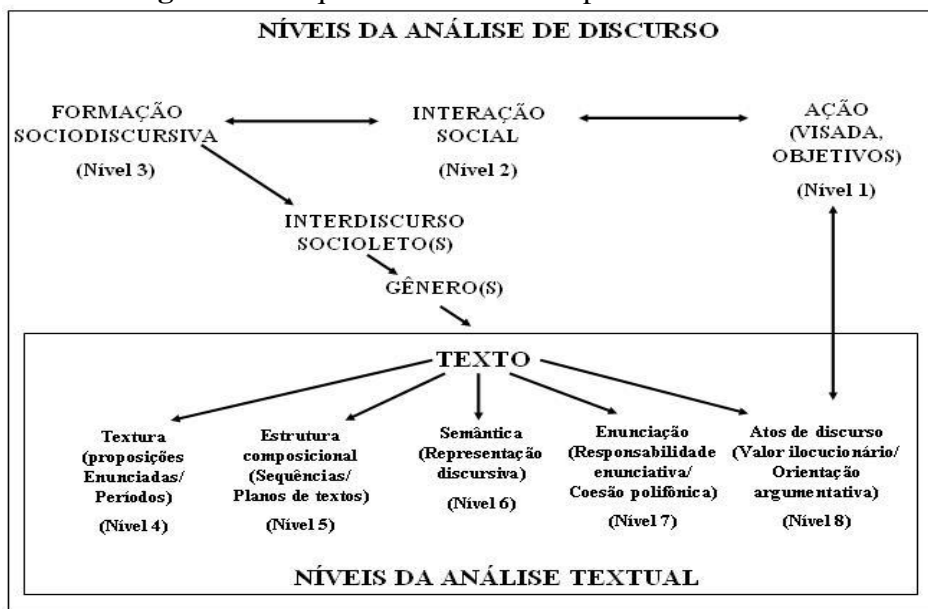 NÍVEIS DA ANÁLISE DE DISCURSO
FORMAÇÃO
SOCIODISCURSIVA
(Nível 3)
INTERAÇÃO
SOCIAL
(Nível 2)
AÇÃO
(VISADA,
OBJETIVOS)
(Nível 1)
INTERDISCURSO
SOCIOLETO(S)
GÊNERO(S)
TEXTO
Textura
(proposições
Enunciadas/
Períodos)
(Nível 4)
Estrutura
composicional
(Sequências/
Planos de textos)
(Nível 5)
Semântica
(Representação
discursiva)
(Nível 6)
Enunciação
(Responsabilidade
enunciativa/
Coesão polifônica)
(Nível 7)
Atos de discurso
(Valor ilocucionário/
Orientação
argumentativa)
(Nível 8)
NÍVEIS DA ANÁLISE TEXTUAL